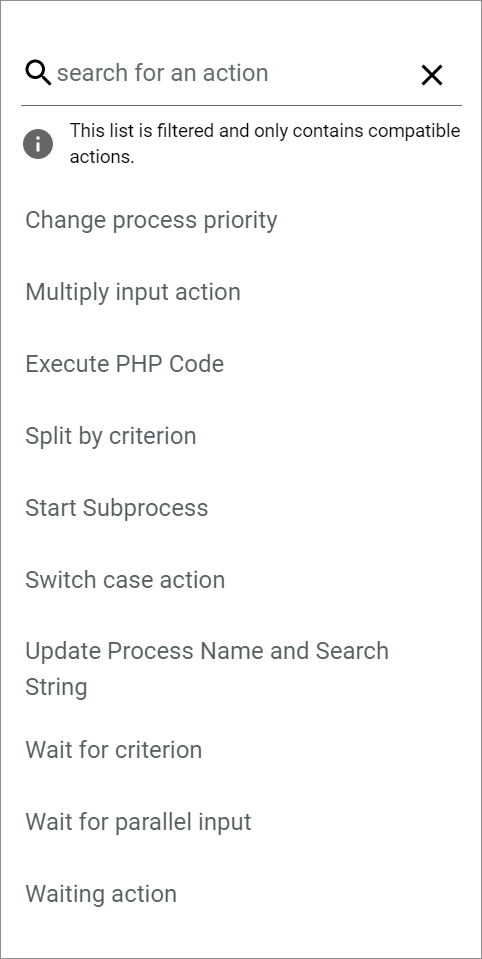 search for an action
This list is filtered and only contains compatible
actions.
Change process priority
Multiply input action
Execute PHP Code
Split by criterion
Start Subprocess
Switch case action
Update Process Name and Search
String
Wait for criterion
Wait for parallel input
Waiting action